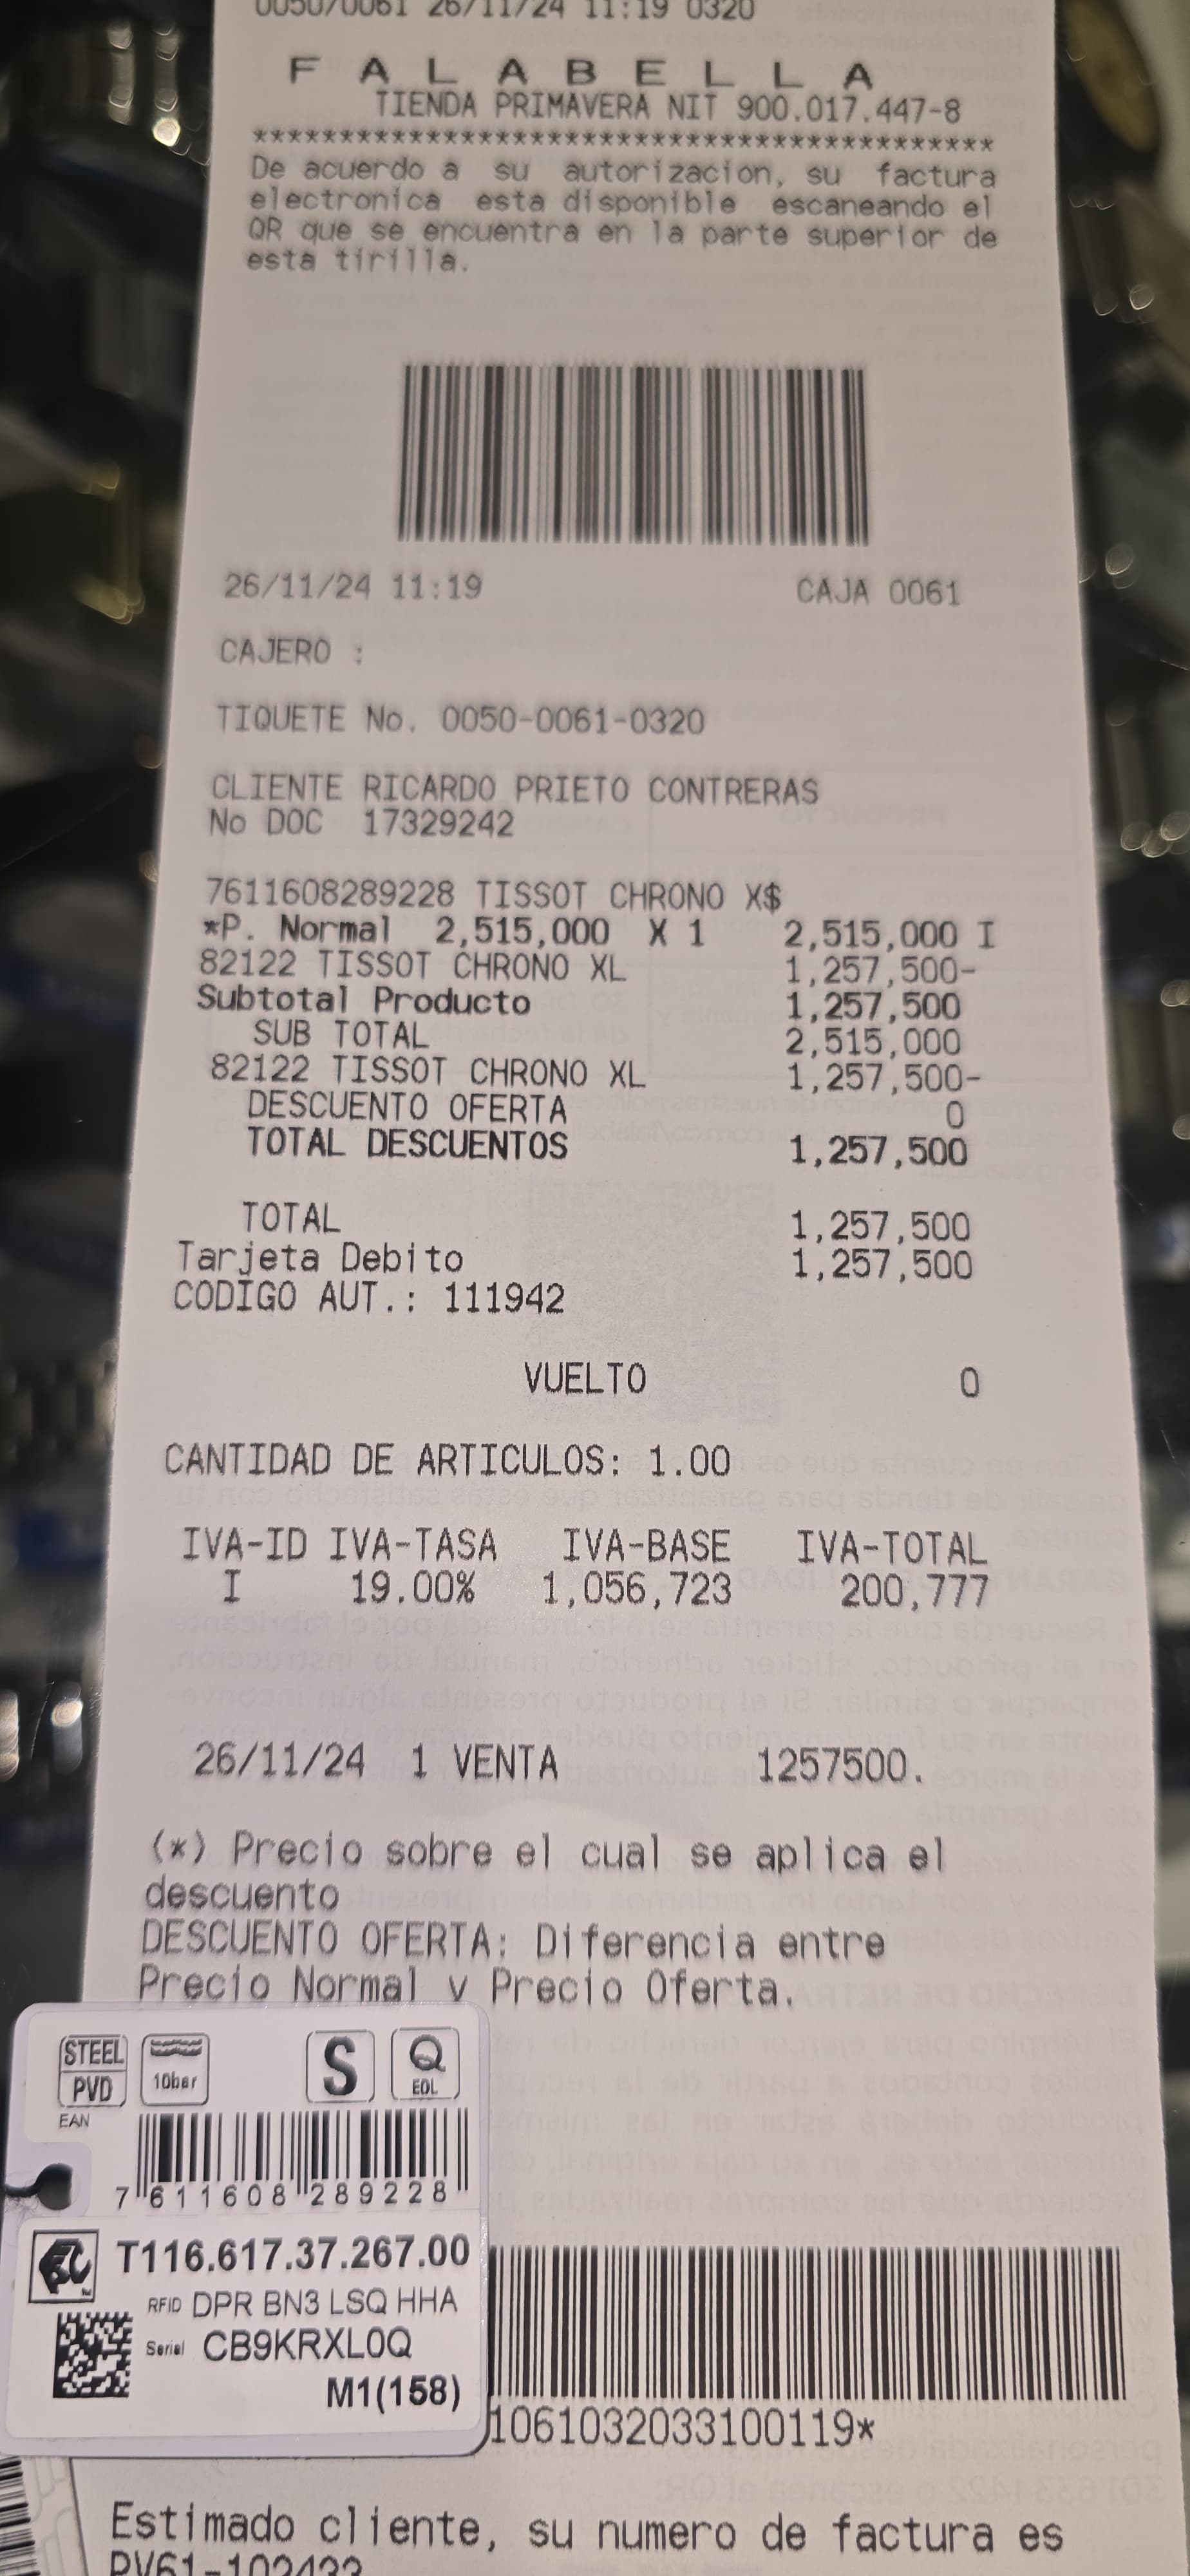 0050/0061 26/11/24 11:19 0320
F A L A B E L L A
TIENDA PRIMAVERA NIT 900.017.447-8
*******************************************
De acuerdo a su autorizacion, su factura
electronica esta disponible escaneando el
QR que se encuentra en la parte superior de
esta tirilla.
26/11/24 11:19 CAJA 0061
CAJERO :
TIQUETE No. 0050-0061-0320
CLIENTE RICARDO PRIETO CONTRERAS
No DOC 17329242
7611608289228 TISSOT CHRONO X$
*P. Normal 2,515,000 X 1 2,515,000 I
82122 TISSOT CHRONO XL 1,257,500-
Subtotal Producto 1,257,500
SUB TOTAL 2,515,000
82122 TISSOT CHRONO XL 1,257,500-
DESCUENTO OFERTA 0
TOTAL DESCUENTOS 1,257,500
TOTAL 1,257,500
Tarjeta Debito 1,257,500
CODIGO AUT.: 111942
VUELTO 0
CANTIDAD DE ARTICULOS: 1.00
IVA-ID IVA-TASA IVA-BASE IVA-TOTAL
I 19.00% 1,056,723 200,777
26/11/24 1 VENTA 1257500.
(*) Precio sobre el cual se aplica el
descuento
DESCUENTO OFERTA: Diferencia entre
Precio Normal y Precio Oferta.
STEEL
PVD
10bar
S
Q
EOL
EAN
7 611608 289228
T116.617.37.267.00
RFID DPR BN3 LSQ HHA
Serial CB9KRXL0Q
M1(158)
1061032033100119*
Estimado cliente, su numero de factura es
PV61-102433